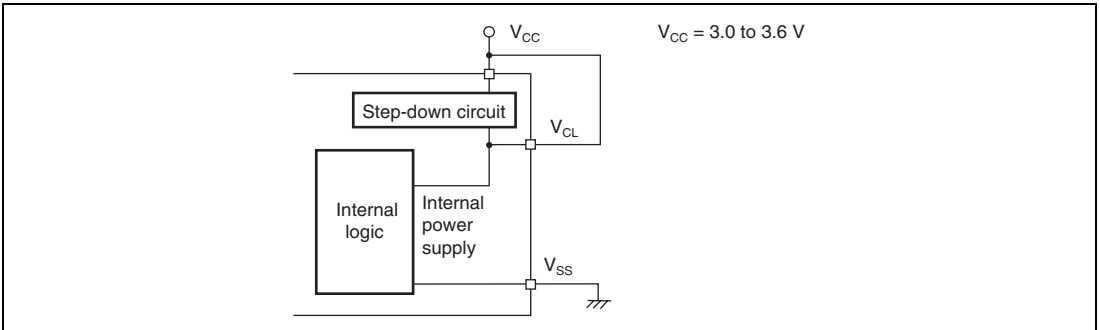 V_CC
V_CC = 3.0 to 3.6 V
Step-down circuit
V_CL
Internal
logic
Internal
power
supply
V_SS